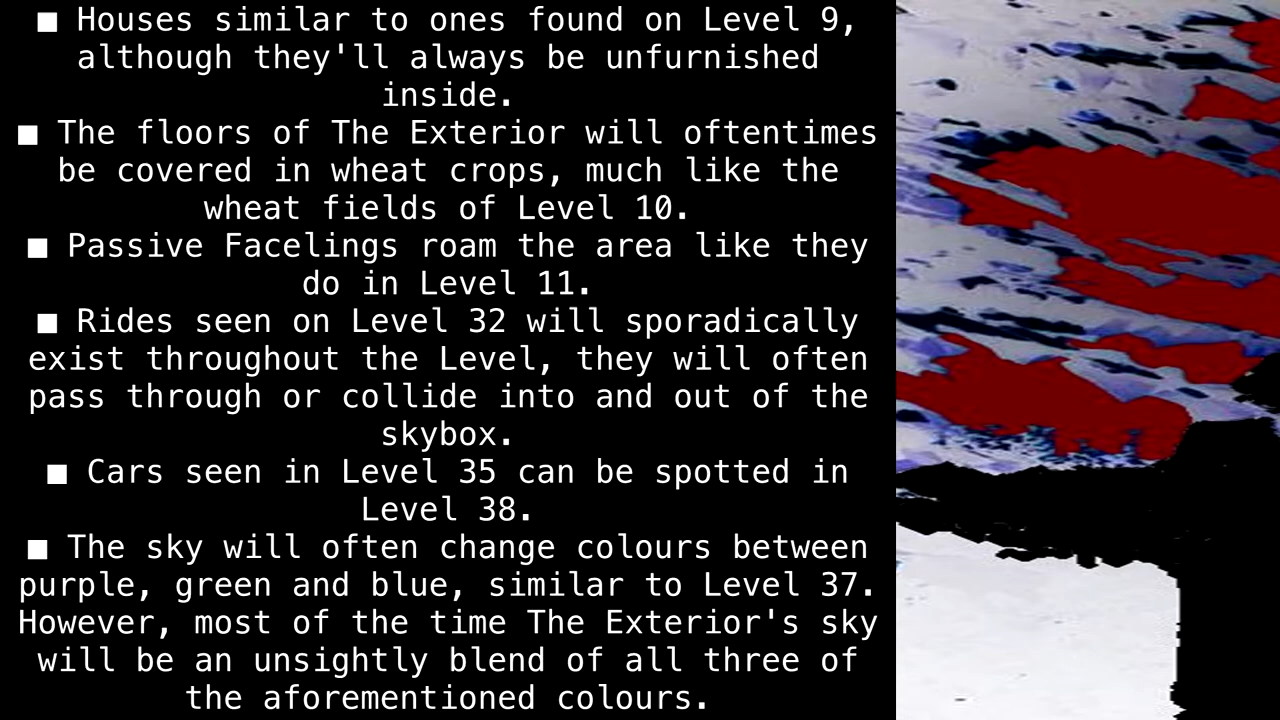 ■ Houses similar to ones found on Level 9,
although they'll always be unfurnished
inside.
■ The floors of The Exterior will oftentimes
be covered in wheat crops, much like the
wheat fields of Level 10.
■ Passive Facelings roam the area like they
do in Level 11.
■ Rides seen on Level 32 will sporadically
exist throughout the Level, they will often
pass through or collide into and out of the
skybox.
■ Cars seen in Level 35 can be spotted in
Level 38.
■ The sky will often change colours between
purple, green and blue, similar to Level 37.
However, most of the time The Exterior's sky
will be an unsightly blend of all three of
the aforementioned colours.